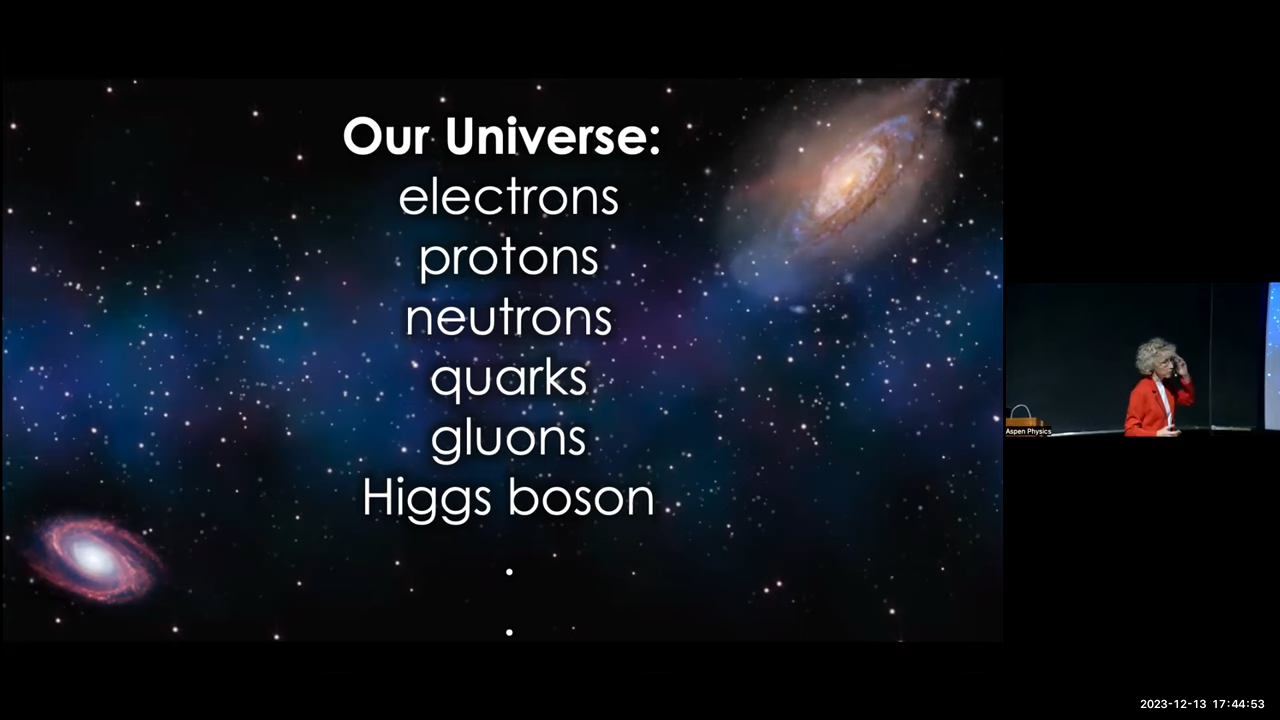 Our Universe:
electrons
protons
neutrons
quarks
gluons
Higgs boson
.
.
Aspen Physics
2023-12-13 17:44:53